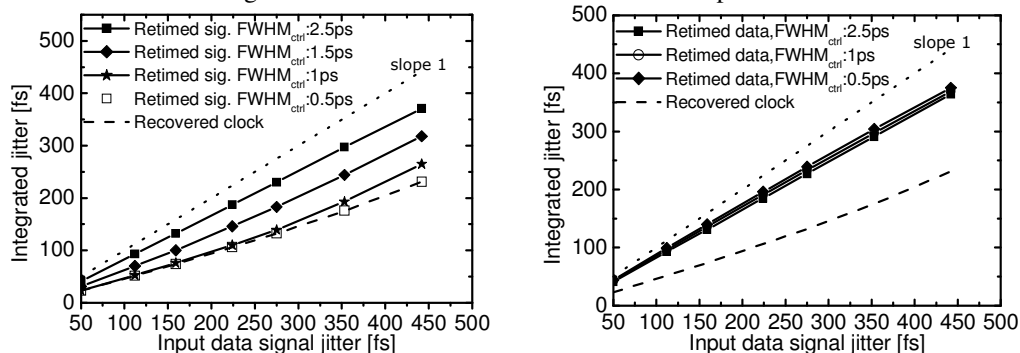 500
400
300
200
100
0
Integrated jitter [fs]
Retimed sig. FWHMctrl:2.5ps
Retimed sig. FWHMctrl:1.5ps
Retimed sig. FWHMctrl:1ps
Retimed sig. FWHMctrl:0.5ps
Recovered clock
slope 1
50 100 150 200 250 300 350 400 450 500
Input data signal jitter [fs]
500
400
300
200
100
0
Integrated jitter [fs]
Retimed data,FWHMctrl:2.5ps
Retimed data,FWHMctrl:1ps
Retimed data,FWHMctrl:0.5ps
Recovered clock
slope 1
50 100 150 200 250 300 350 400 450 500
Input data signal jitter [fs]